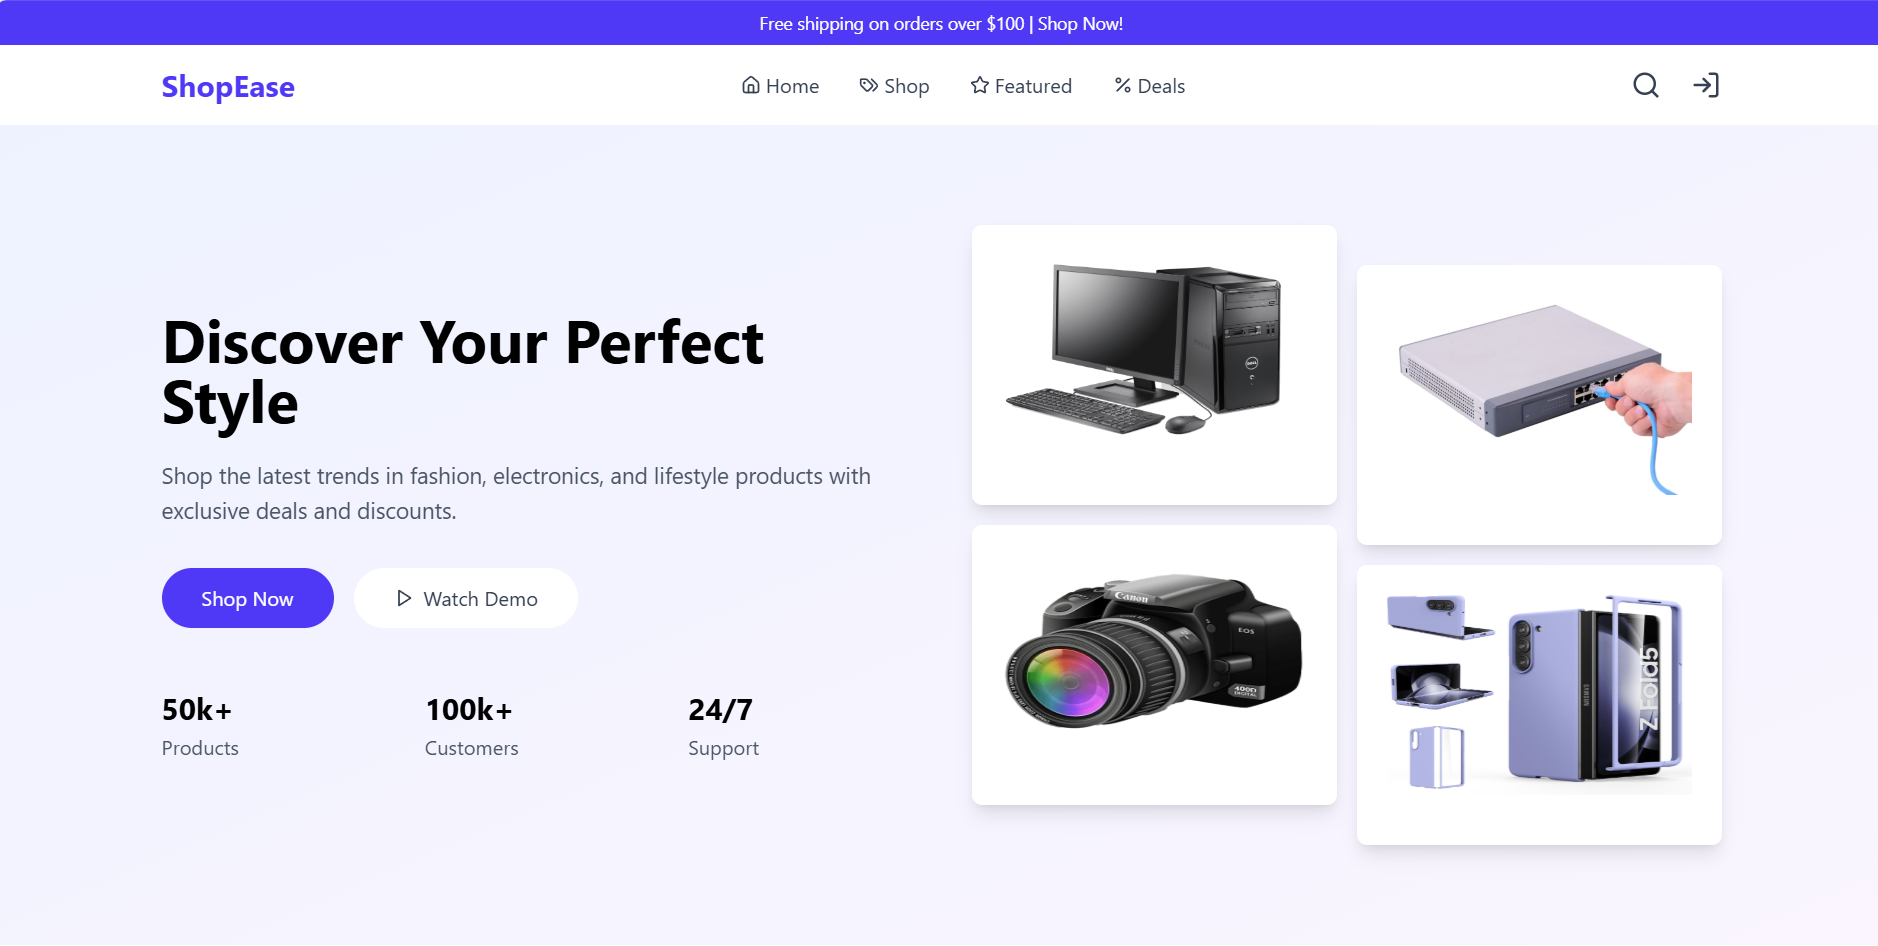 Free shipping on orders over $100 | Shop Now!
ShopEase
Home
Shop
Featured
Deals
Discover Your Perfect
Style
Shop the latest trends in fashion, electronics, and lifestyle products with
exclusive deals and discounts.
Shop Now
Watch Demo
50k+
Products
100k+
Customers
24/7
Support
DELL
Canon
EOS
400D
DIGITAL
SAMSUNG
Z Fold5